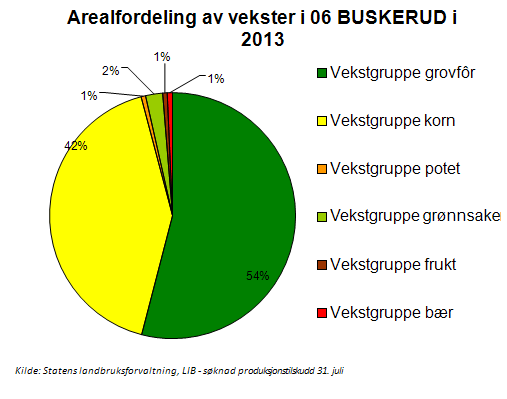 Arealfordeling av vekster i 06 BUSKERUD i
2013
1%
2%
1%
1%
42%
54%
Vekstgruppe grovfôr
Vekstgruppe korn
Vekstgruppe potet
Vekstgruppe grønnsake
Vekstgruppe frukt
Vekstgruppe bær
Kilde: Statens landbruksforvaltning, LIB - søknad produksjonstilskudd 31. juli